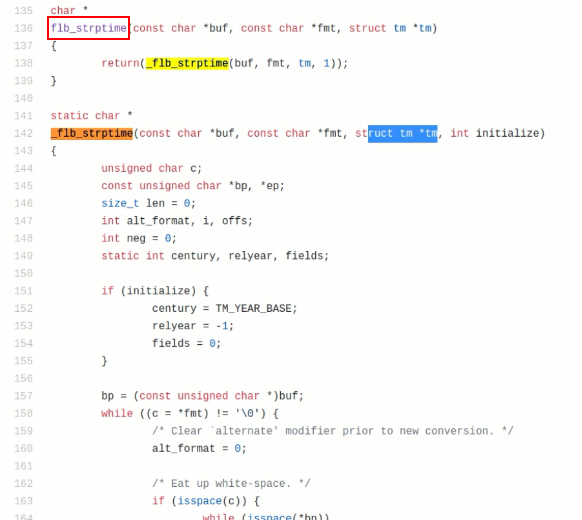 135 char *
136 flb_strptime(const char *buf, const char *fmt, struct tm *tm)
137 {
138 return(_flb_strptime(buf, fmt, tm, 1));
139 }
140
141 static char *
142 _flb_strptime(const char *buf, const char *fmt, struct tm *tm, int initialize)
143 {
144 unsigned char c;
145 const unsigned char *bp, *ep;
146 size_t len = 0;
147 int alt_format, i, offs;
148 int neg = 0;
149 static int century, relyear, fields;
150
151 if (initialize) {
152 century = TM_YEAR_BASE;
153 relyear = -1;
154 fields = 0;
155 }
156
157 bp = (const unsigned char *)buf;
158 while ((c = *fmt) != '\0') {
159 /* Clear `alternate' modifier prior to new conversion. */
160 alt_format = 0;
161
162 /* Eat up white-space. */
163 if (isspace(c)) {
164 while (isspace(*bp))